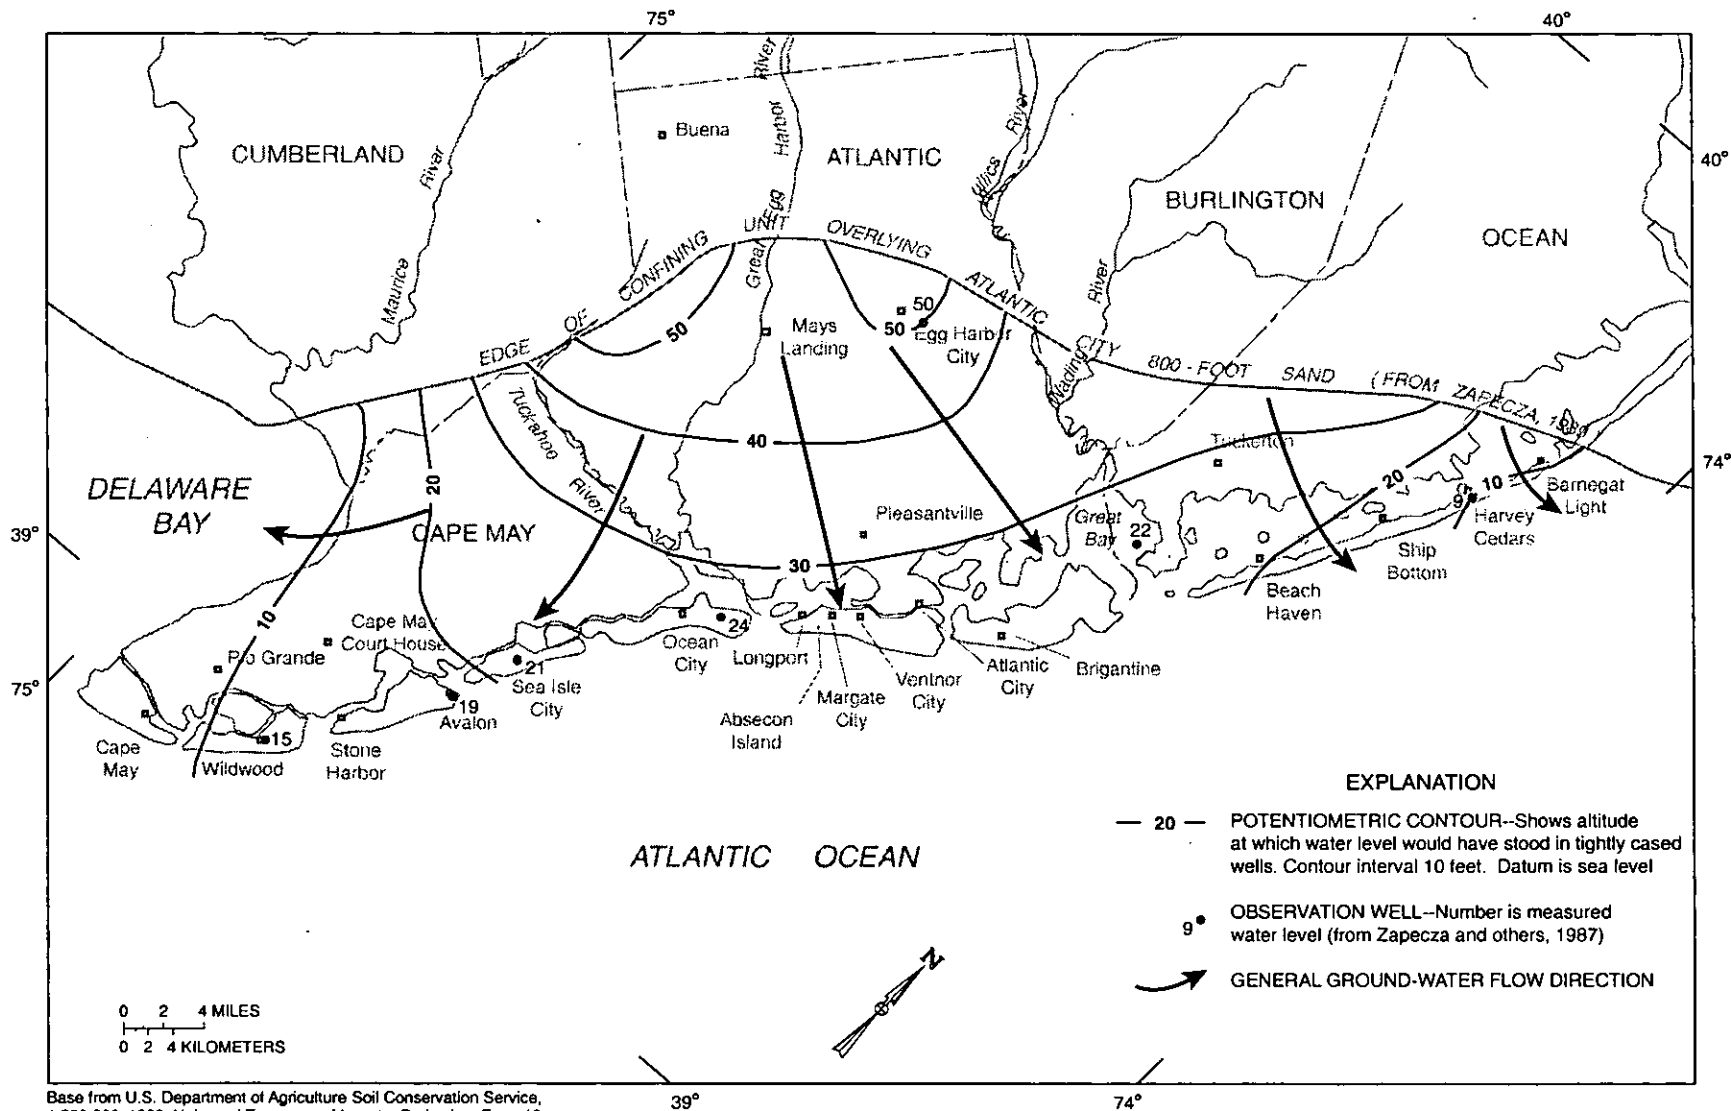 75°
40°
CUMBERLAND
Maurice
River
Buena
Great Egg
Harbor
River
ATLANTIC
River
BURLINGTON
OCEAN
40°
EDGE OF CONFINING UNIT OVERLYING ATLANTIC CITY 800 - FOOT SAND (FROM ZAPECZA, 1989)
50
50
50
Mays
Landing
Egg Harbor
City
Wading
River
Tuckahoe
River
40
Tuckerton
20
74°
DELAWARE
BAY
20
CAPE MAY
39°
10
30
Pleasantville
Great
Bay
22
9
10
Harvey
Cedars
Barnegat
Light
Ship
Bottom
Beach
Haven
Cape May
Court House
Rio Grande
75°
Cape
May
15
Wildwood
Stone
Harbor
19
Avalon
21
Sea Isle
City
24
Ocean
City
Longport
Absecon
Island
Margate
City
Ventnor
City
Atlantic
City
Brigantine
ATLANTIC OCEAN
EXPLANATION
20 POTENTIOMETRIC CONTOUR--Shows altitude
at which water level would have stood in tightly cased
wells. Contour interval 10 feet. Datum is sea level
9 OBSERVATION WELL--Number is measured
water level (from Zapecza and others, 1987)
GENERAL GROUND-WATER FLOW DIRECTION
N
0 2 4 MILES
0 2 4 KILOMETERS
Base from U.S. Department of Agriculture Soil Conservation Service,
39°
74°